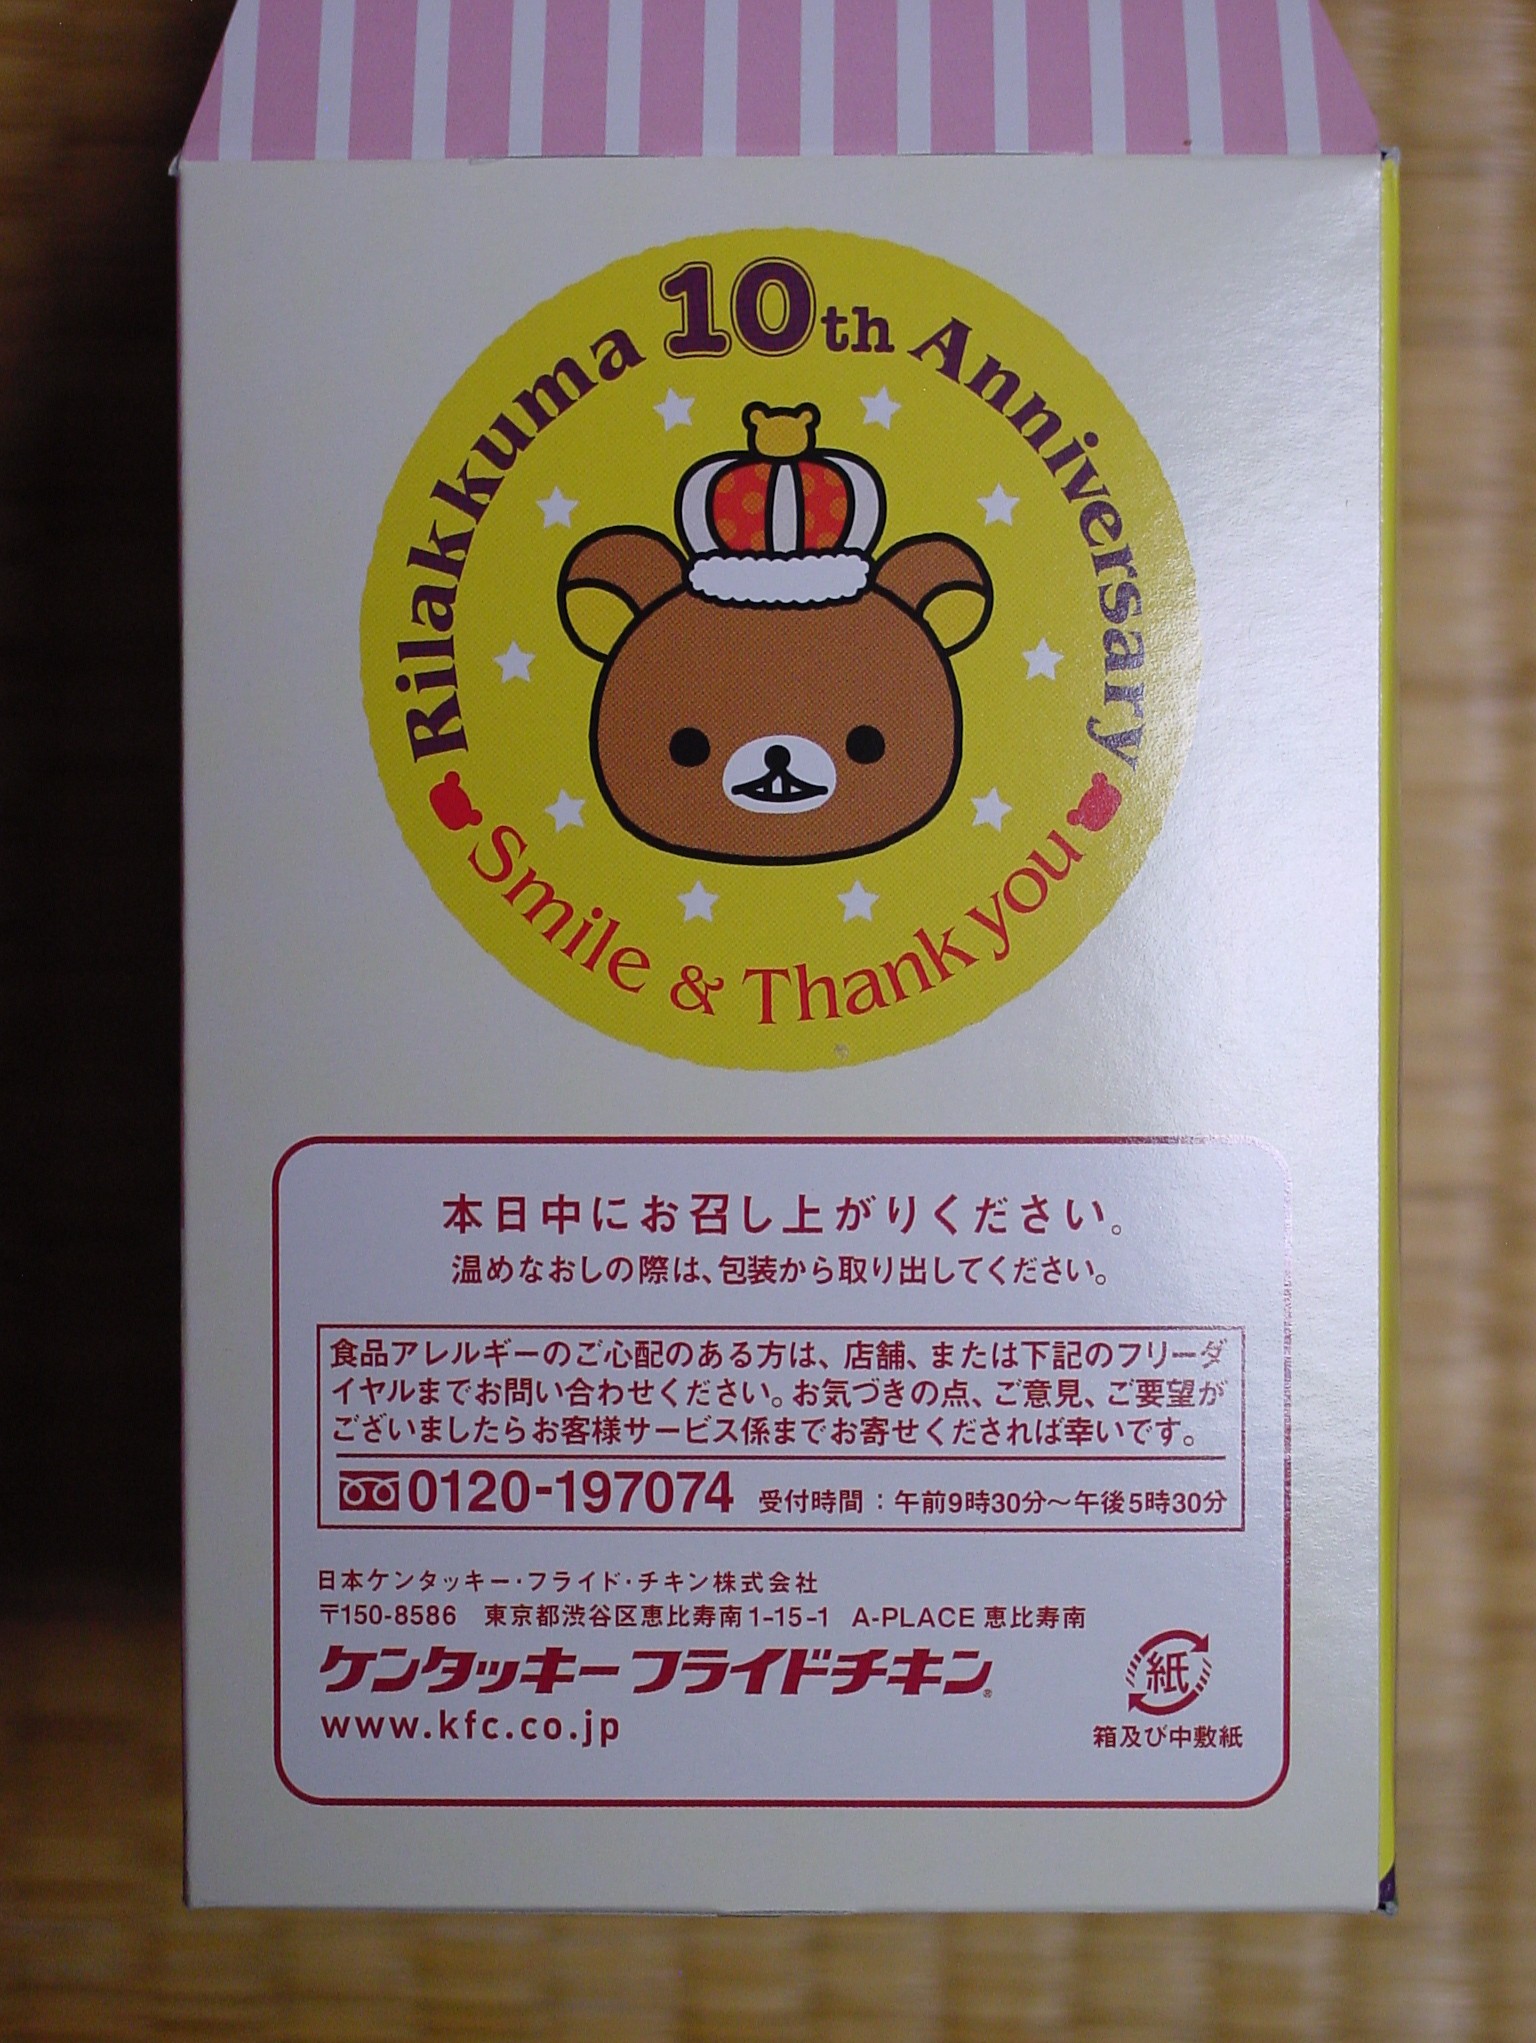 Rilakkuma 10th Anniversary
Smile & Thank you
本日中にお召し上がりください。
温めなおしの際は、包装から取り出してください。
食品アレルギーのご心配のある方は、店舗、または下記のフリーダ
イヤルまでお問い合わせください。お気づきの点、ご意見、ご要望が
ございましたらお客様サービス係までお寄せくだされば幸いです。
0120-197074 受付時間：午前9時30分〜午後5時30分
日本ケンタッキー・フライド・チキン株式会社
〒150-8586 東京都渋谷区恵比寿南1-15-1 A-PLACE 恵比寿南
ケンタッキーフライドチキン®
www.kfc.co.jp
紙
箱及び中敷紙